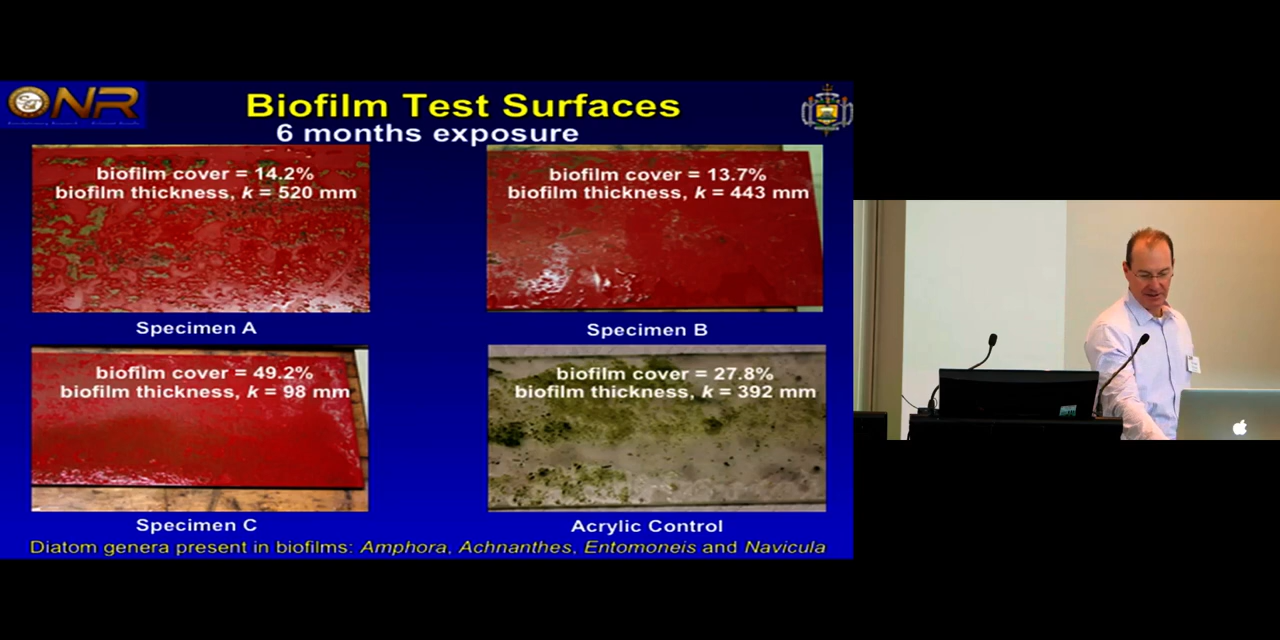 ONR
Biofilm Test Surfaces
6 months exposure
biofilm cover = 14.2%
biofilm thickness, k = 520 mm
Specimen A
biofilm cover = 13.7%
biofilm thickness, k = 443 mm
Specimen B
biofilm cover = 49.2%
biofilm thickness, k = 98 mm
Specimen C
biofilm cover = 27.8%
biofilm thickness, k = 392 mm
Acrylic Control
Diatom genera present in biofilms: Amphora, Achnanthes, Entomoneis and Navicula